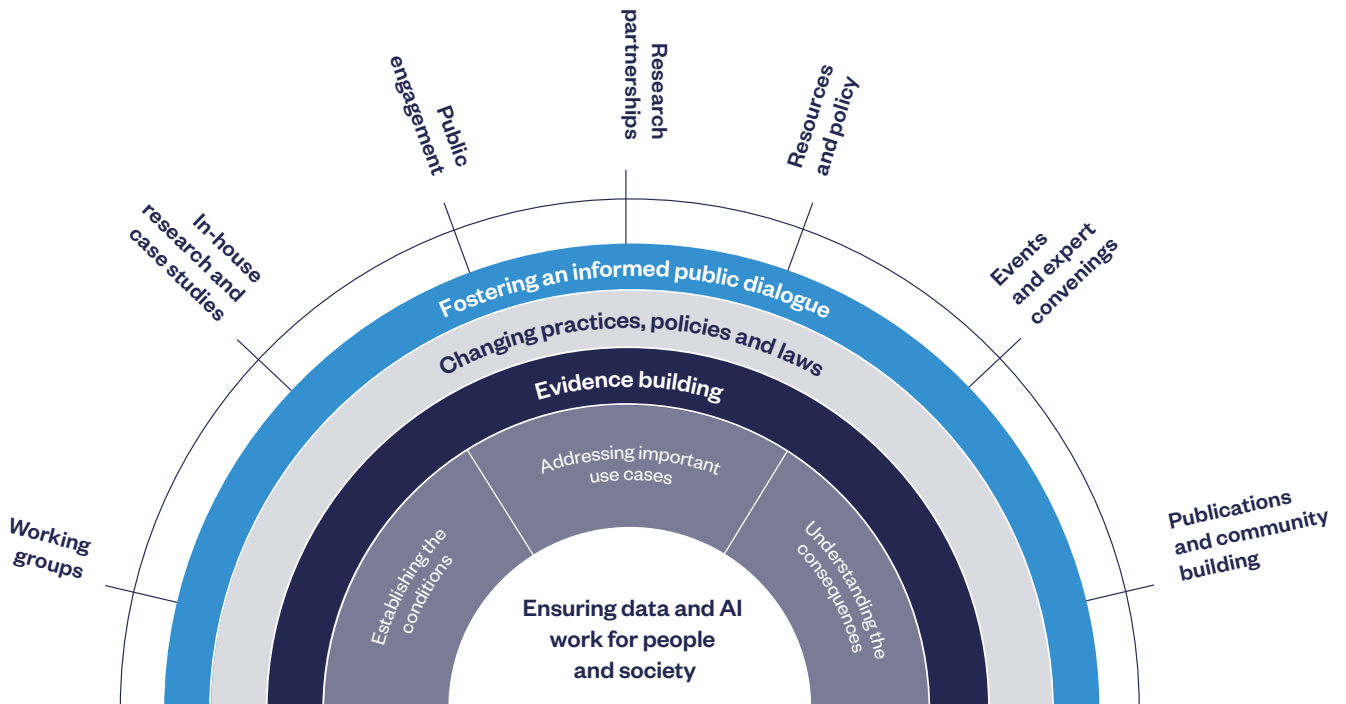 Working
groups
In-house
research and
case studies
Public
engagement
Research
partnerships
Resources
and policy
Events
and expert
convenings
Publications
and community
building
Fostering an informed public dialogue
Changing practices, policies and laws
Evidence building
Establishing the
conditions
Addressing important
use cases
Understanding the
consequences
Ensuring data and AI
work for people
and society